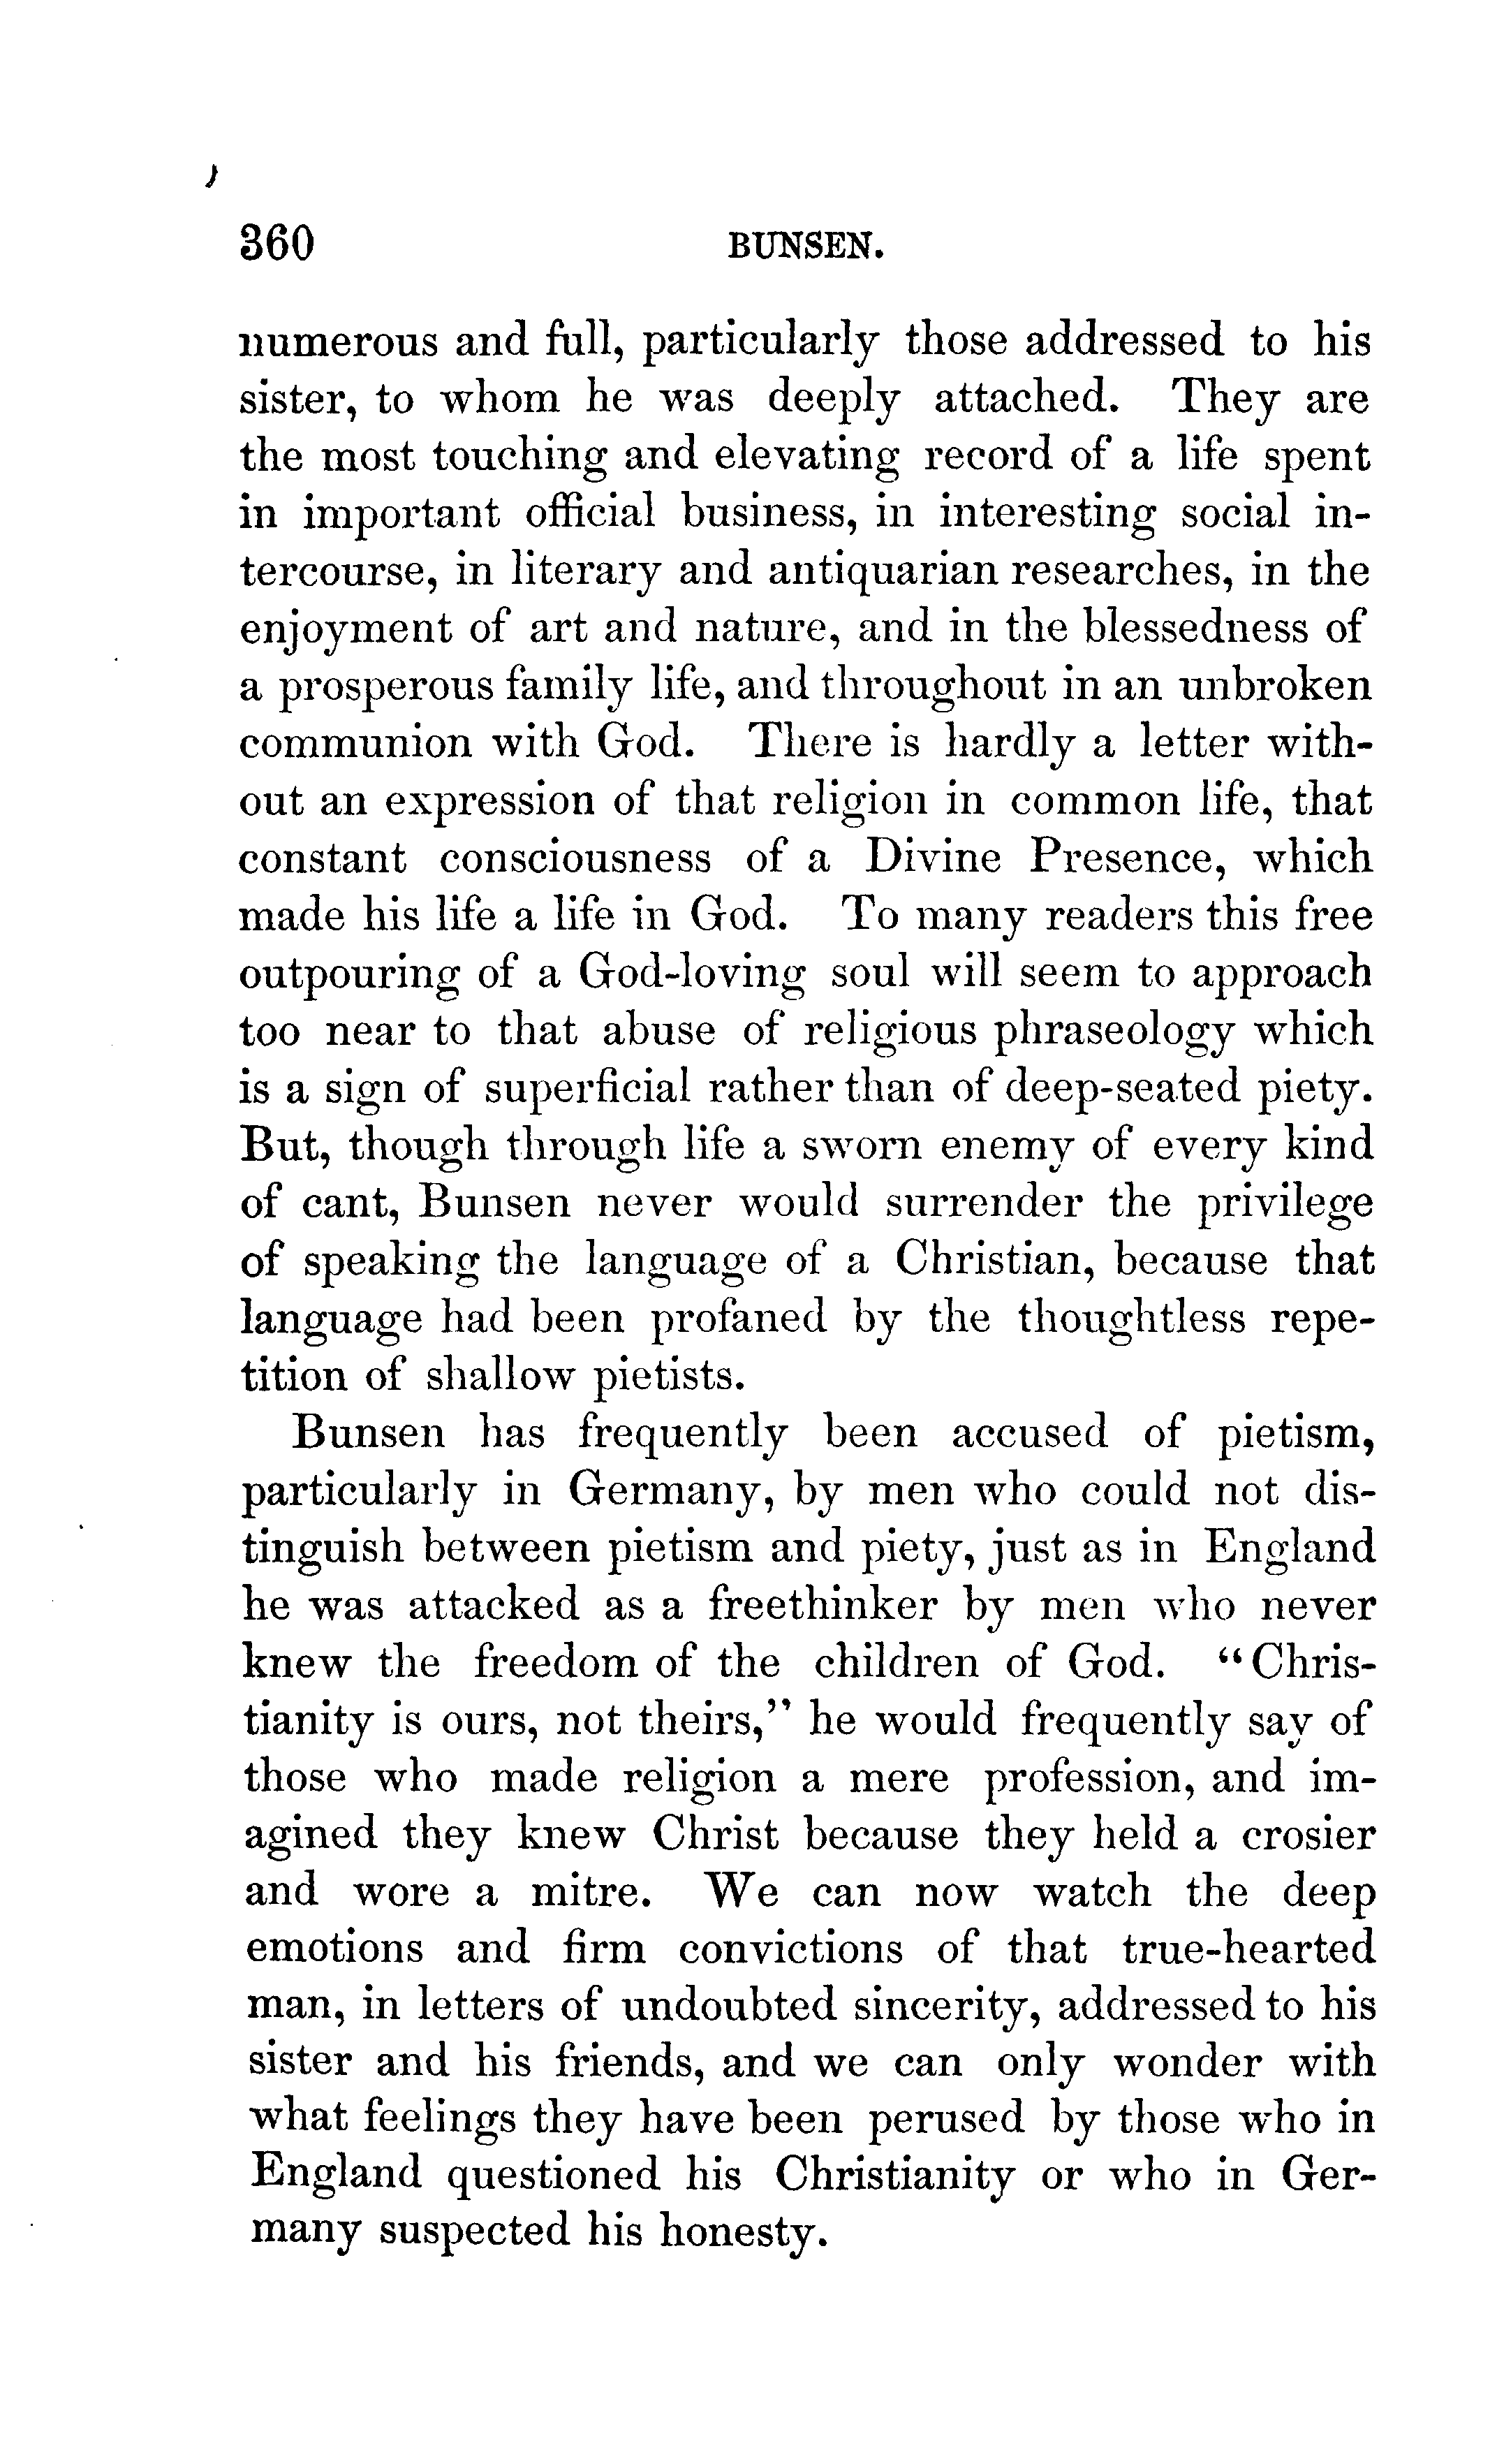 360 BUNSEN.
numerous and full, particularly those addressed to his
sister, to whom he was deeply attached. They are
the most touching and elevating record of a life spent
in important official business, in interesting social in-
tercourse, in literary and antiquarian researches, in the
enjoyment of art and nature, and in the blessedness of
a prosperous family life, and throughout in an unbroken
communion with God. There is hardly a letter with-
out an expression of that religion in common life, that
constant consciousness of a Divine Presence, which
made his life a life in God. To many readers this free
outpouring of a God-loving soul will seem to approach
too near to that abuse of religious phraseology which
is a sign of superficial rather than of deep-seated piety.
But, though through life a sworn enemy of every kind
of cant, Bunsen never would surrender the privilege
of speaking the language of a Christian, because that
language had been profaned by the thoughtless repe-
tition of shallow pietists.
Bunsen has frequently been accused of pietism,
particularly in Germany, by men who could not dis-
tinguish between pietism and piety, just as in England
he was attacked as a freethinker by men who never
knew the freedom of the children of God. "Chris-
tianity is ours, not theirs," he would frequently say of
those who made religion a mere profession, and im-
agined they knew Christ because they held a crosier
and wore a mitre. We can now watch the deep
emotions and firm convictions of that true-hearted
man, in letters of undoubted sincerity, addressed to his
sister and his friends, and we can only wonder with
what feelings they have been perused by those who in
England questioned his Christianity or who in Ger-
many suspected his honesty.